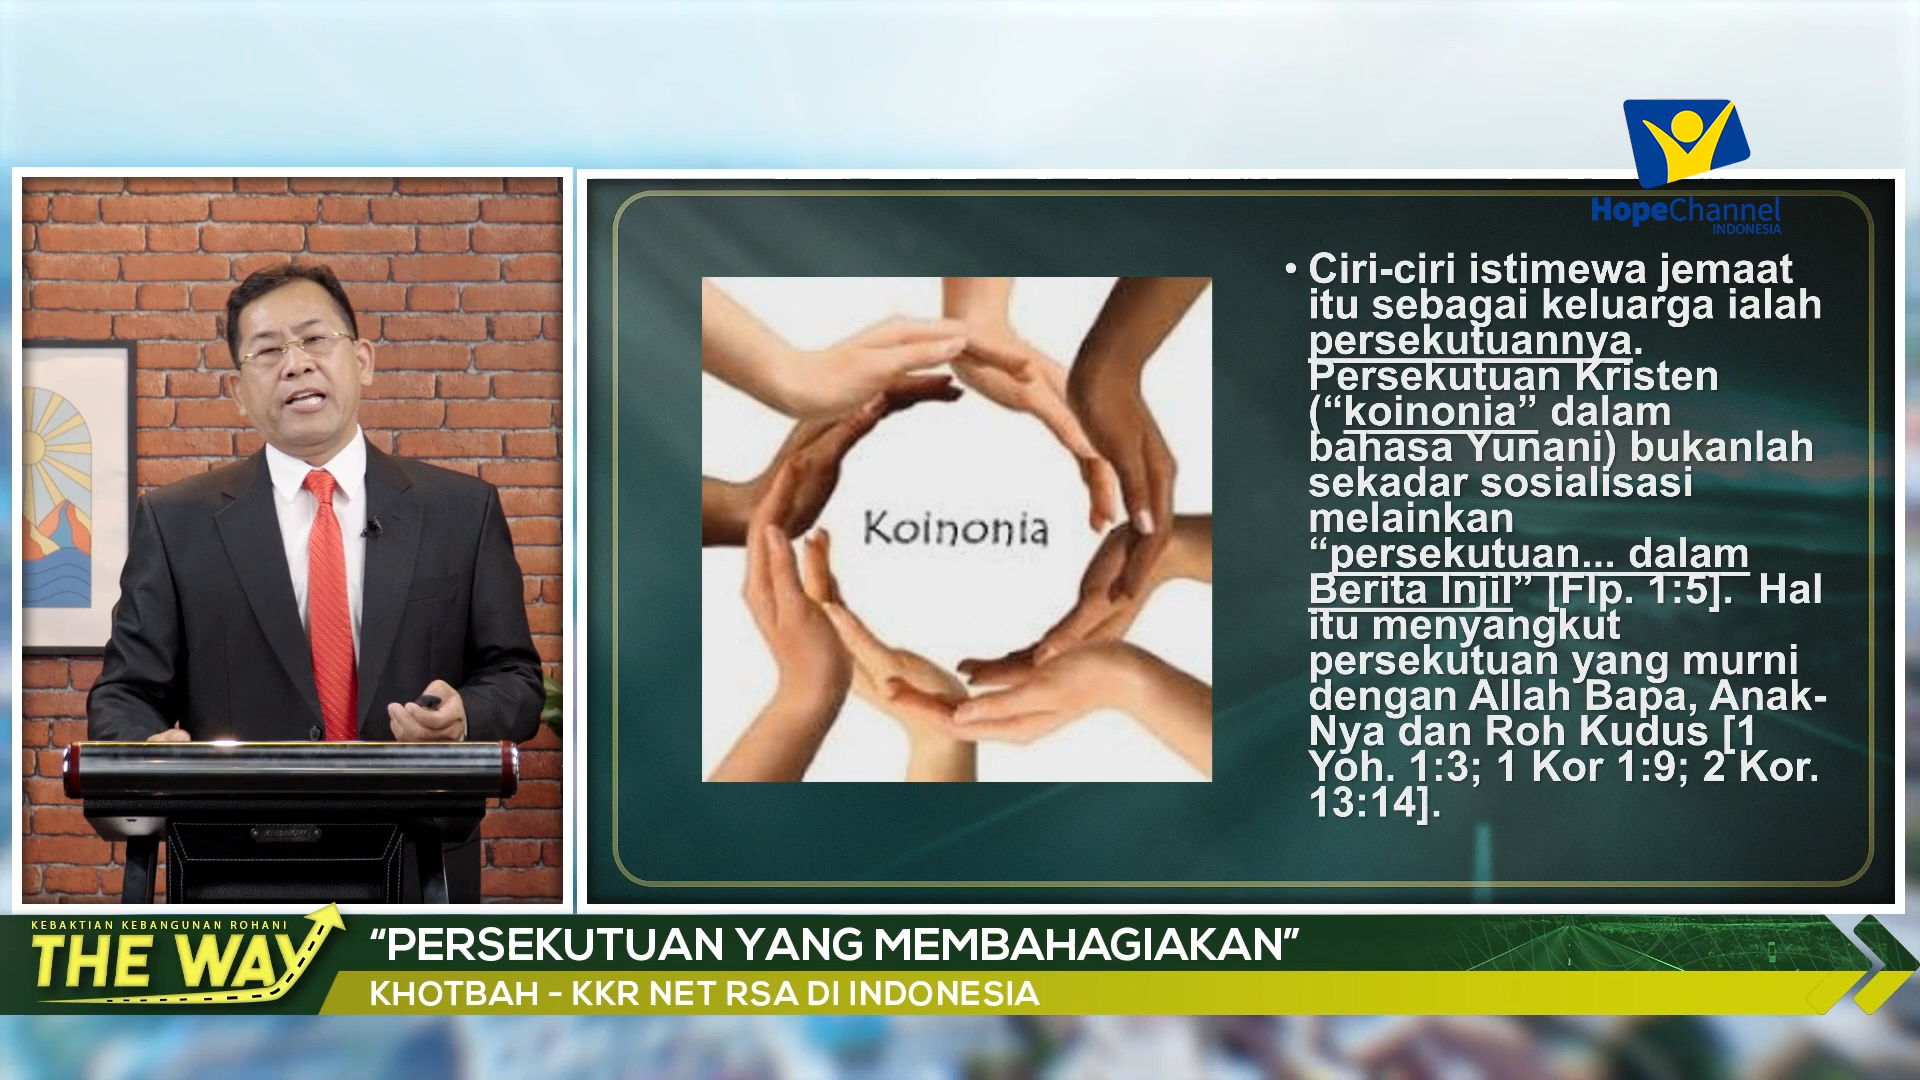 HopeChannel
INDONESIA
• Ciri-ciri istimewa jemaat
itu sebagai keluarga ialah
persekutuannya.
Persekutuan Kristen
(“koinonia” dalam
bahasa Yunani) bukanlah
sekadar sosialisasi
melainkan
“persekutuan... dalam
Berita Injil” [Flp. 1:5]. Hal
itu menyangkut
persekutuan yang murni
dengan Allah Bapa, Anak-
Nya dan Roh Kudus [1
Yoh. 1:3; 1 Kor 1:9; 2 Kor.
13:14].
Koinonia
KEBAKTIAN KEBANGUNAN ROHANI
THE WAY
“PERSEKUTUAN YANG MEMBAHAGIAKAN”
KHOTBAH - KKR NET RSA DI INDONESIA